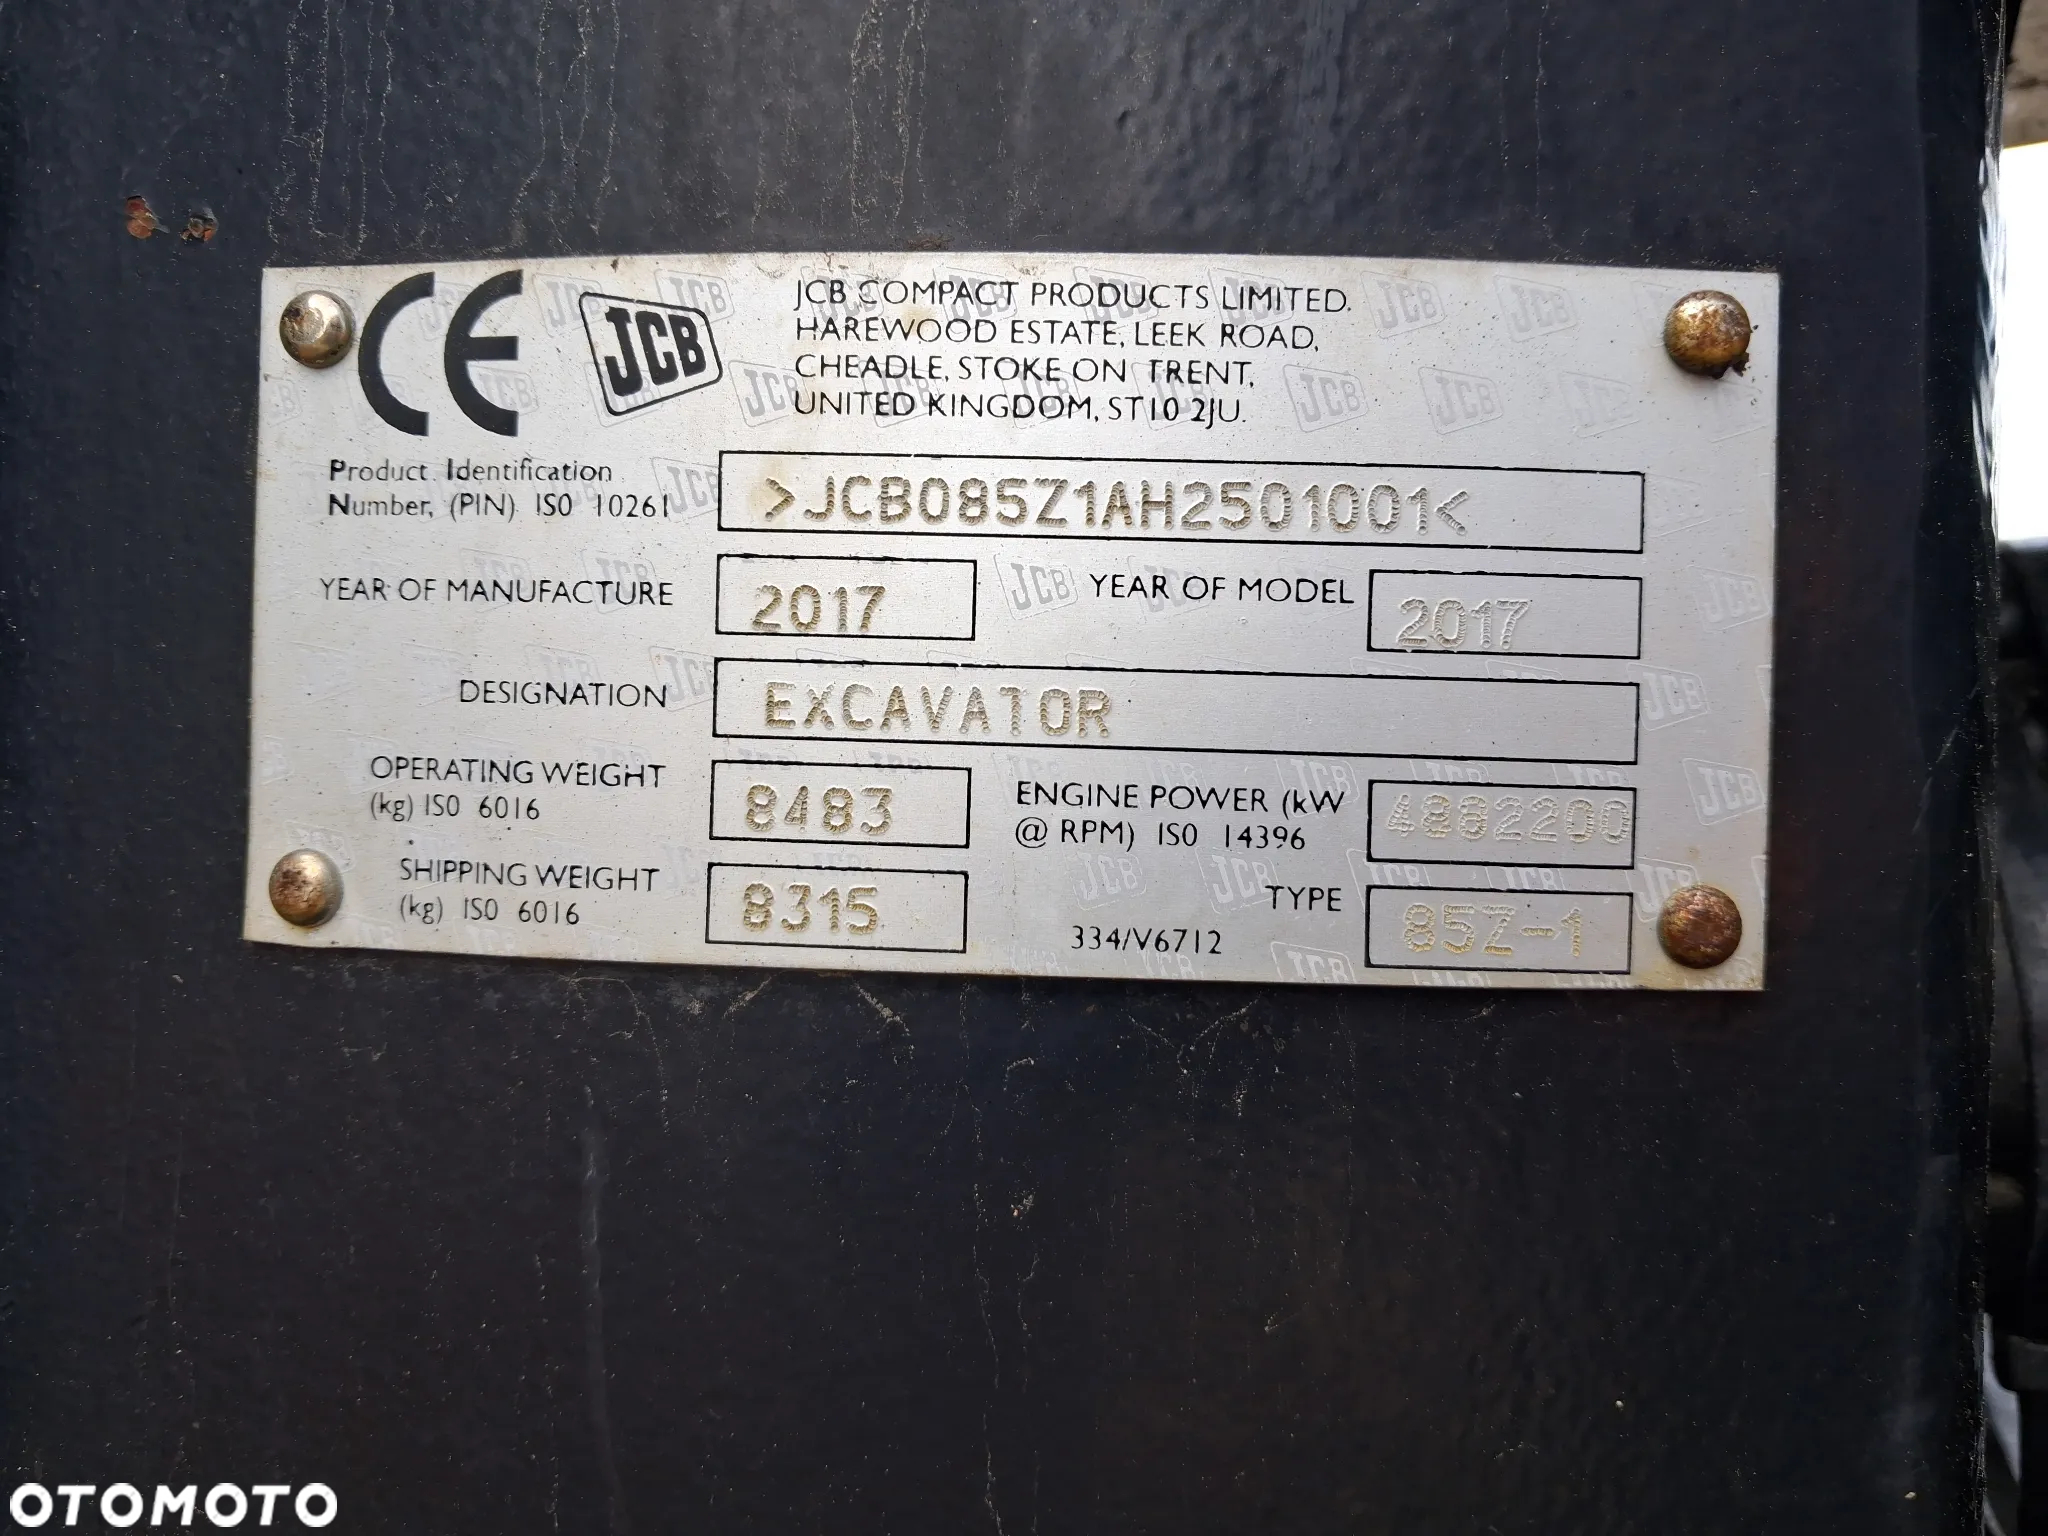 CE
JCB
JCB COMPACT PRODUCTS LIMITED.
HAREWOOD ESTATE, LEEK ROAD,
CHEADLE, STOKE ON TRENT,
UNITED KINGDOM, ST10 2JU.
Product Identification
Number, (PIN) ISO 10261
>JCB085Z1AH2501001<
YEAR OF MANUFACTURE 2017 YEAR OF MODEL 2017
DESIGNATION EXCAVATOR
OPERATING WEIGHT
(kg) ISO 6016
8483
ENGINE POWER (kW
@ RPM) ISO 14396
4882200
SHIPPING WEIGHT
(kg) ISO 6016
8315
334/V6712
TYPE 85Z-1
OTOMOTO